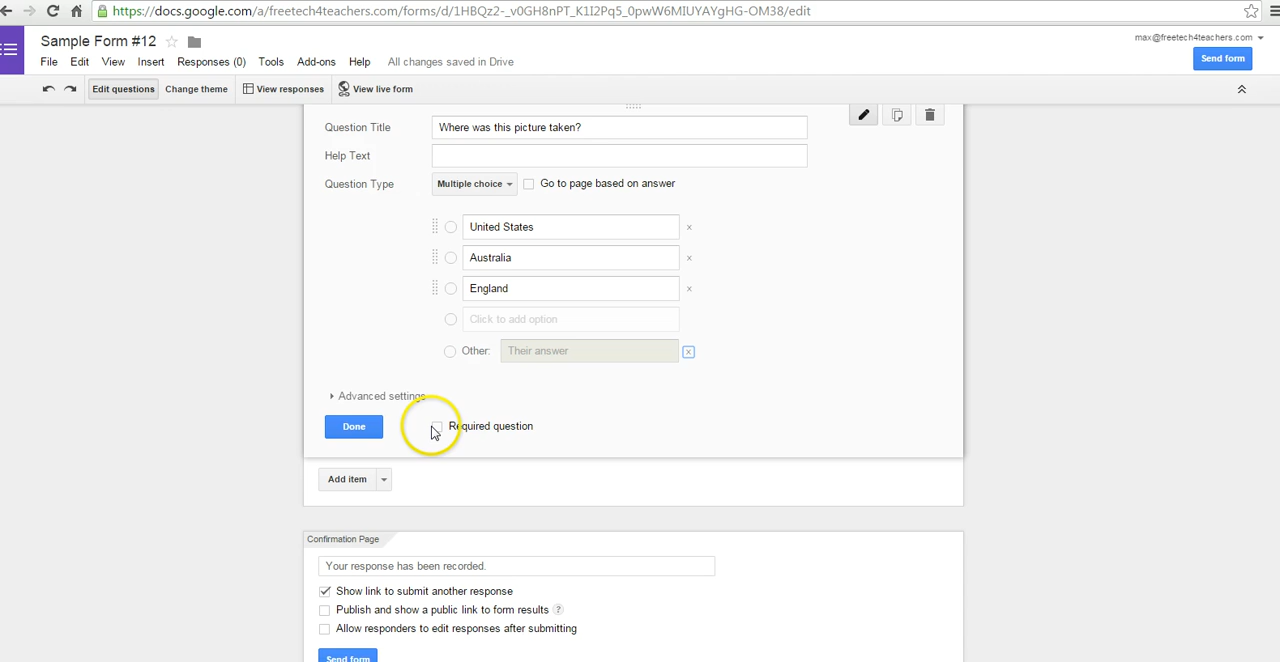 https://docs.google.com/a/freetech4teachers.com/forms/d/1HBQz2-_v0GH8nPT_K1I2Pq5_0pwW6MIUYAYgHG-OM38/edit
Sample Form #12
max@freetech4teachers.com
File Edit View Insert Responses (0) Tools Add-ons Help All changes saved in Drive
Send form
Edit questions Change theme View responses View live form
Question Title Where was this picture taken?
Help Text
Question Type Multiple choice Go to page based on answer
United States x
Australia x
England x
Click to add option
Other: Their answer x
Advanced settings
Done Required question
Add item
Confirmation Page
Your response has been recorded.
Show link to submit another response
Publish and show a public link to form results ?
Allow responders to edit responses after submitting
Send form